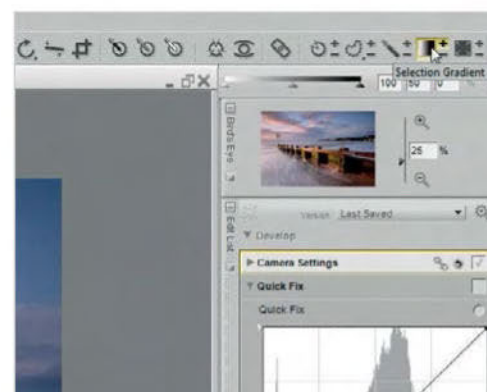 Selection Gradient
100 50 0 %
Bird's Eye
25 %
Edit List
Version Last Saved
Develop
Camera Settings
Quick Fix
Quick Fix